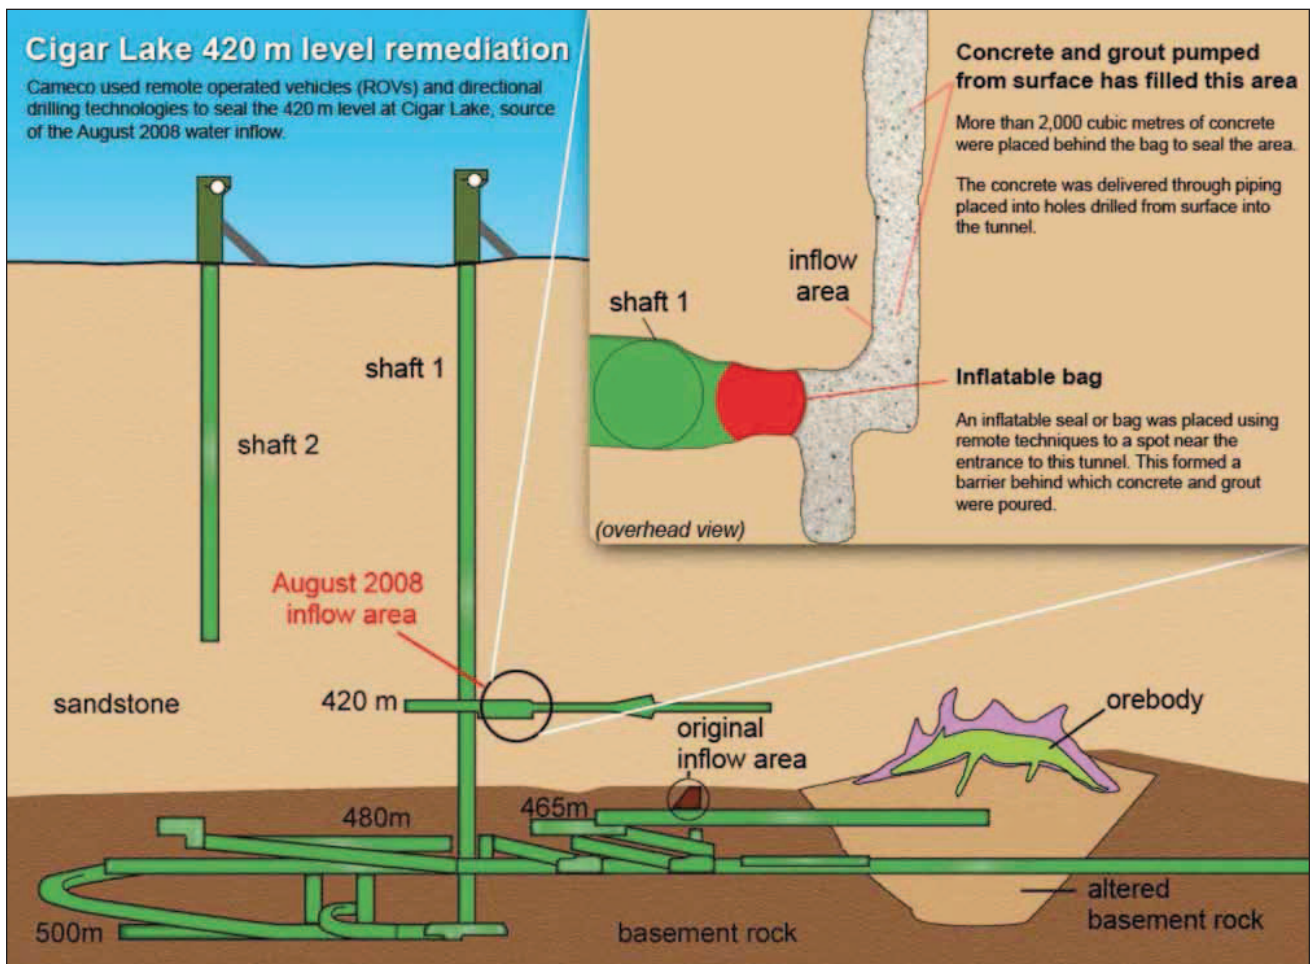 Cigar Lake 420 m level remediation
Cameco used remote operated vehicles (ROVs) and directional
drilling technologies to seal the 420 m level at Cigar Lake, source
of the August 2008 water inflow.
Concrete and grout pumped
from surface has filled this area
More than 2,000 cubic metres of concrete
were placed behind the bag to seal the area.
The concrete was delivered through piping
placed into holes drilled from surface into
the tunnel.
inflow
area
shaft 1
Inflatable bag
An inflatable seal or bag was placed using
remote techniques to a spot near the
entrance to this tunnel. This formed a
barrier behind which concrete and grout
were poured.
(overhead view)
shaft 1
shaft 2
August 2008
inflow area
sandstone
420 m
original
inflow area
orebody
480m
465m
500m
basement rock
altered
basement rock